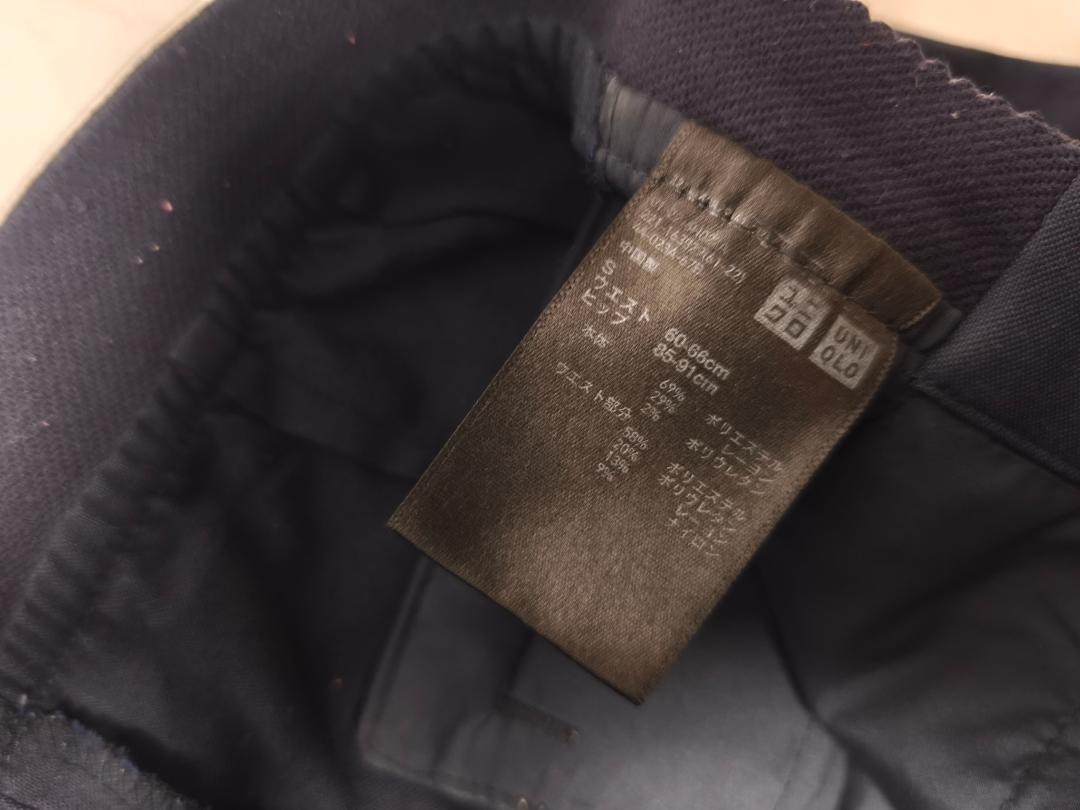 ユニ
クロ
UNI
QLO
中国製
S
ウエスト 60-66cm
ヒップ 85-91cm
本体
69% ポリエステル
29% レーヨン
2% ポリウレタン
ウエスト部分
58% ポリエステル
20% ポリウレタン
13% レーヨン
9% ナイロン